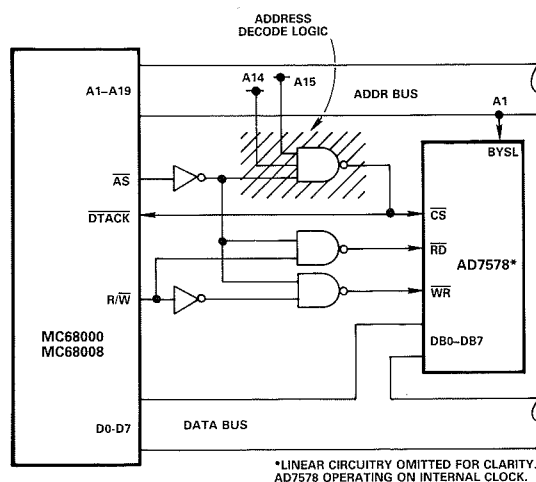 ADDRESS
DECODE LOGIC
A14
A15
A1–A19
ADDR BUS
A1
BYSL
AS
DTACK
CS
RD
AD7578*
R/W
WR
MC68000
MC68008
DB0–DB7
D0-D7
DATA BUS
*LINEAR CIRCUITRY OMITTED FOR CLARITY.
AD7578 OPERATING ON INTERNAL CLOCK.